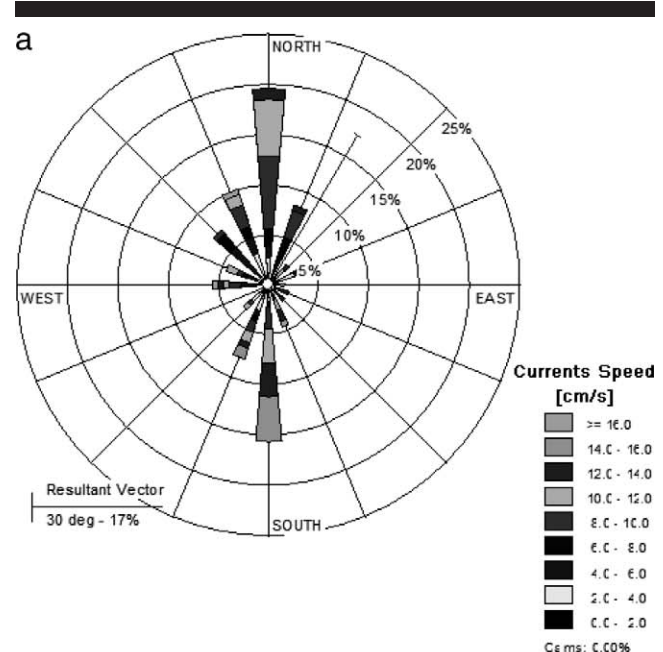 a
NORTH
25%
20%
15%
10%
5%
WEST
EAST
Currents Speed
[cm/s]
>= 16.0
14.0 - 16.0
12.0 - 14.0
10.0 - 12.0
8.0 - 10.0
6.0 - 8.0
4.0 - 6.0
2.0 - 4.0
0.0 - 2.0
Resultant Vector
30 deg - 17%
SOUTH
Calms: 0.00%